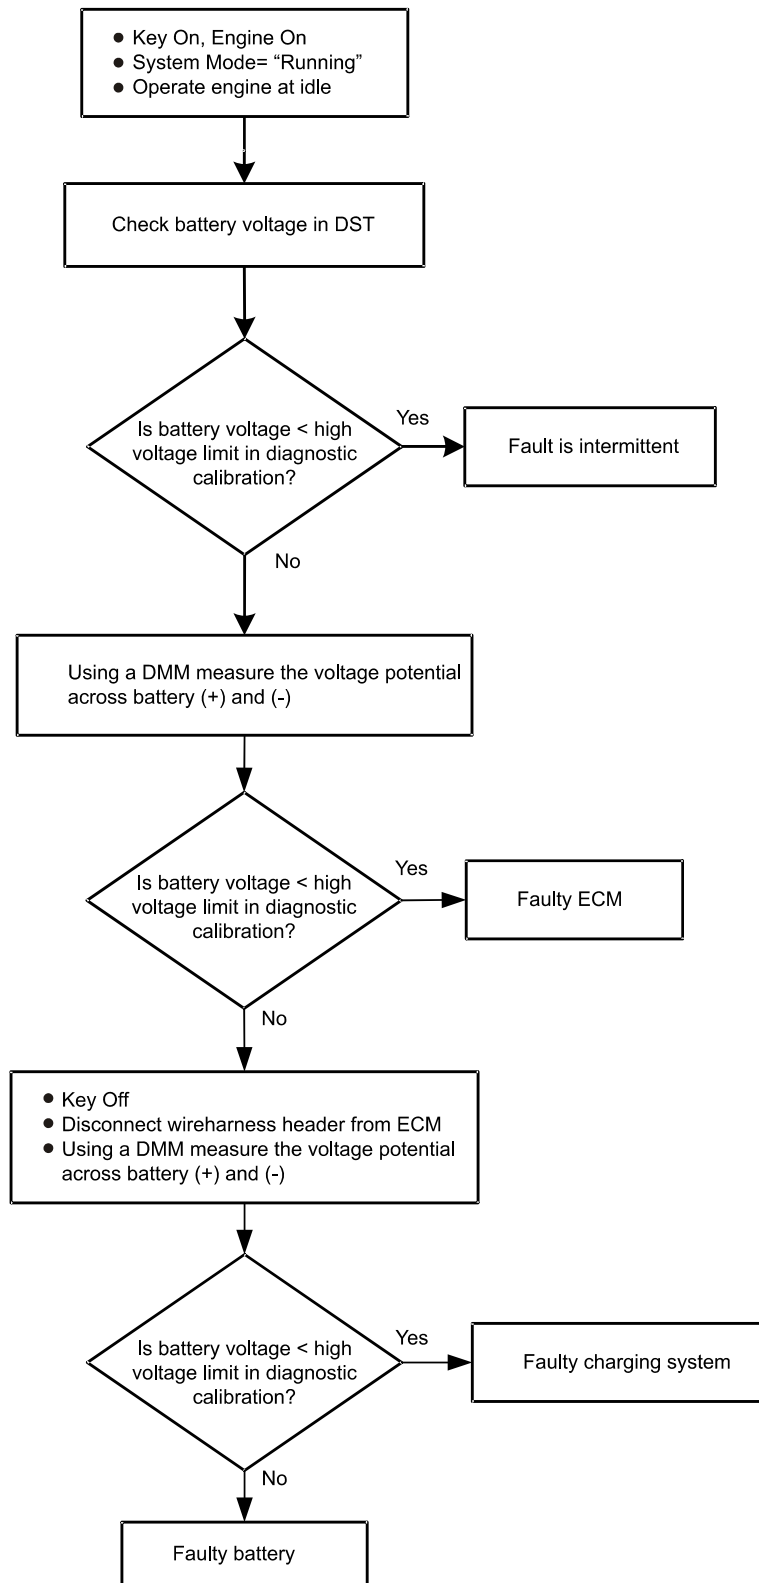 ● Key On, Engine On
● System Mode= “Running”
● Operate engine at idle
Check battery voltage in DST
Is battery voltage < high
voltage limit in diagnostic
calibration?
Yes
Fault is intermittent
No
Using a DMM measure the voltage potential
across battery (+) and (-)
Is battery voltage < high
voltage limit in diagnostic
calibration?
Yes
Faulty ECM
No
● Key Off
● Disconnect wireharness header from ECM
● Using a DMM measure the voltage potential
across battery (+) and (-)
Is battery voltage < high
voltage limit in diagnostic
calibration?
Yes
Faulty charging system
No
Faulty battery